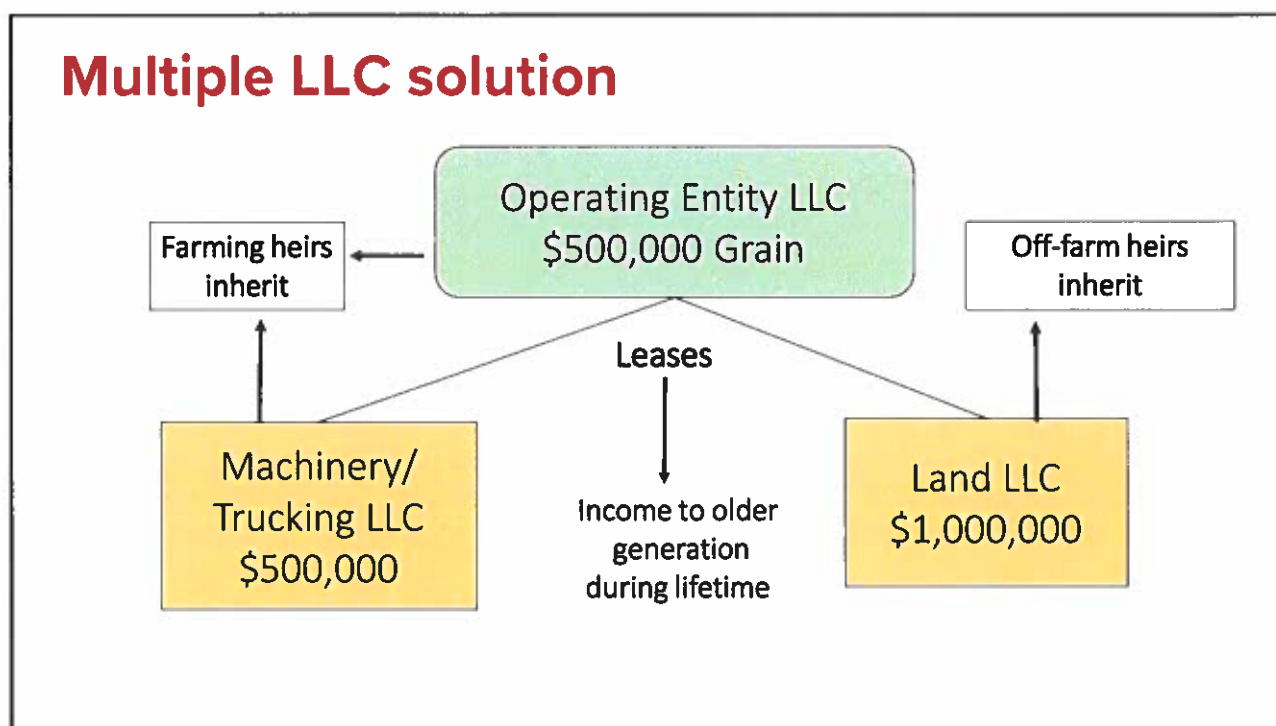 Multiple LLC solution
Operating Entity LLC
$500,000 Grain
Farming heirs
inherit
Off-farm heirs
inherit
Leases
Machinery/
Trucking LLC
$500,000
Income to older
generation
during lifetime
Land LLC
$1,000,000